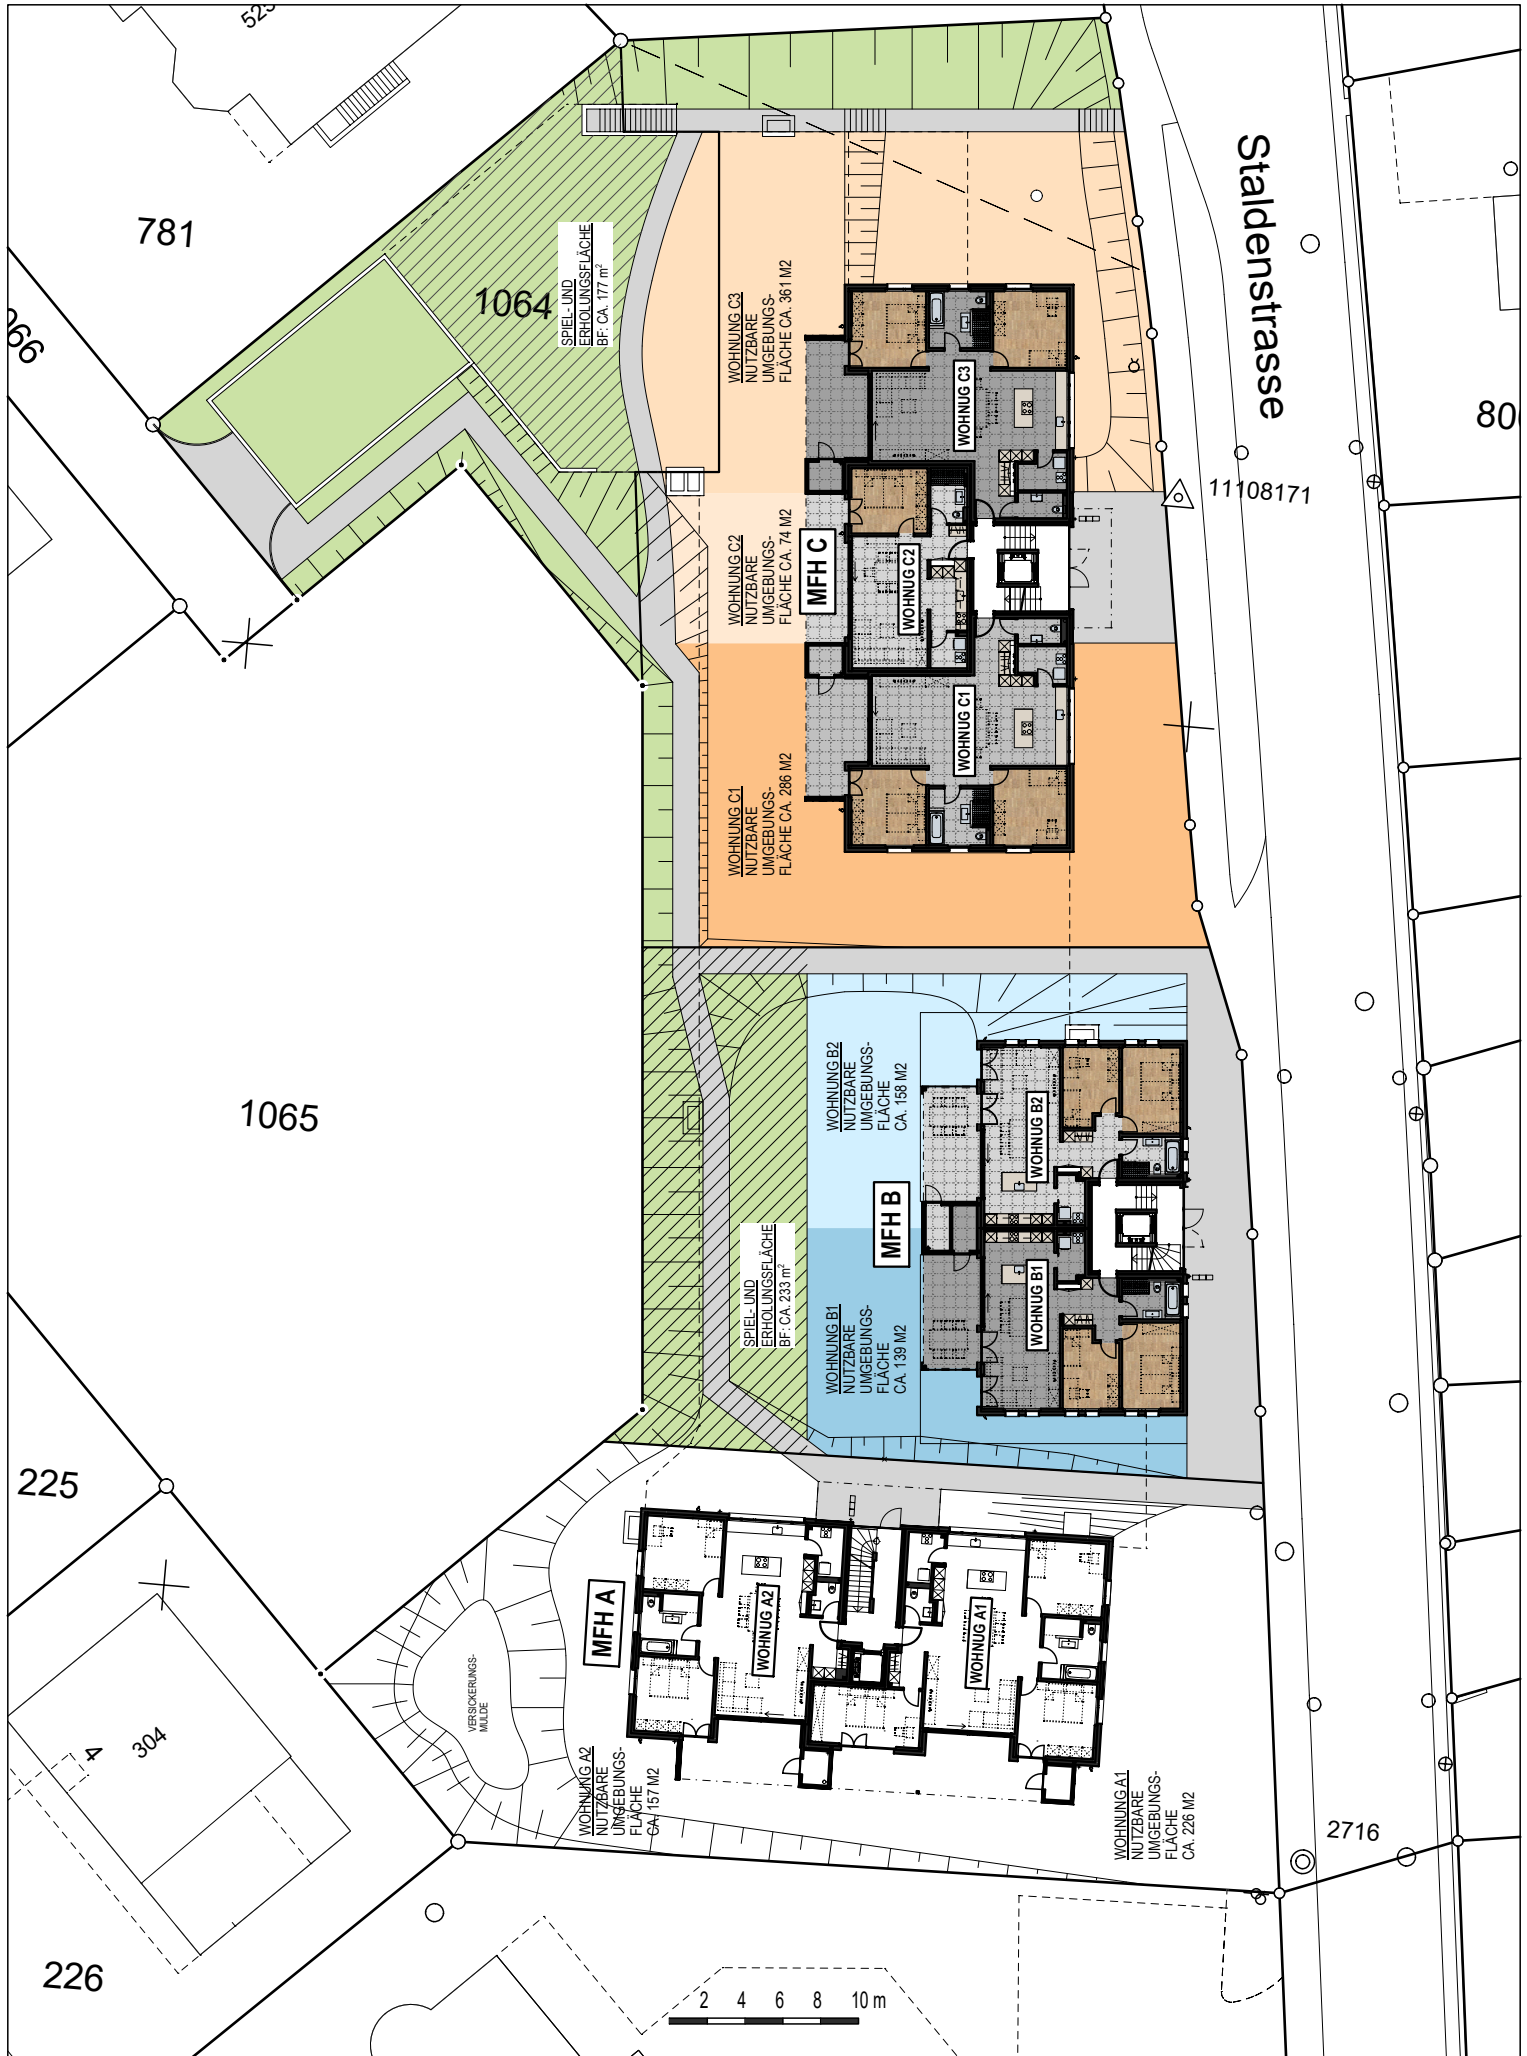 525
781
1064
SPIEL- UND
ERHOLUNGSFLÄCHE
BF: CA. 177 m²
Staldenstrasse
WOHNUNG C3
NUTZBARE
UMGEBUNGS-
FLÄCHE CA. 361 M2
WOHNUG C3
11108171
WOHNUNG C2
NUTZBARE
UMGEBUNGS-
FLÄCHE CA. 74 M2
MFH C
WOHNUG C2
WOHNUNG C1
NUTZBARE
UMGEBUNGS-
FLÄCHE CA. 286 M2
WOHNUG C1
1065
WOHNUNG B2
NUTZBARE
UMGEBUNGS-
FLÄCHE
CA. 158 M2
WOHNUG B2
MFH B
SPIEL- UND
ERHOLUNGSFLÄCHE
BF: CA. 233 m²
WOHNUNG B1
NUTZBARE
UMGEBUNGS-
FLÄCHE
CA. 139 M2
WOHNUG B1
225
MFH A
WOHNUG A2
WOHNUG A1
VERSICKERUNGS-
MULDE
4
304
WOHNUNG A2
NUTZBARE
UMGEBUNGS-
FLÄCHE
CA. 157 M2
WOHNUNG A1
NUTZBARE
UMGEBUNGS-
FLÄCHE
CA. 226 M2
2716
226
2 4 6 8 10 m